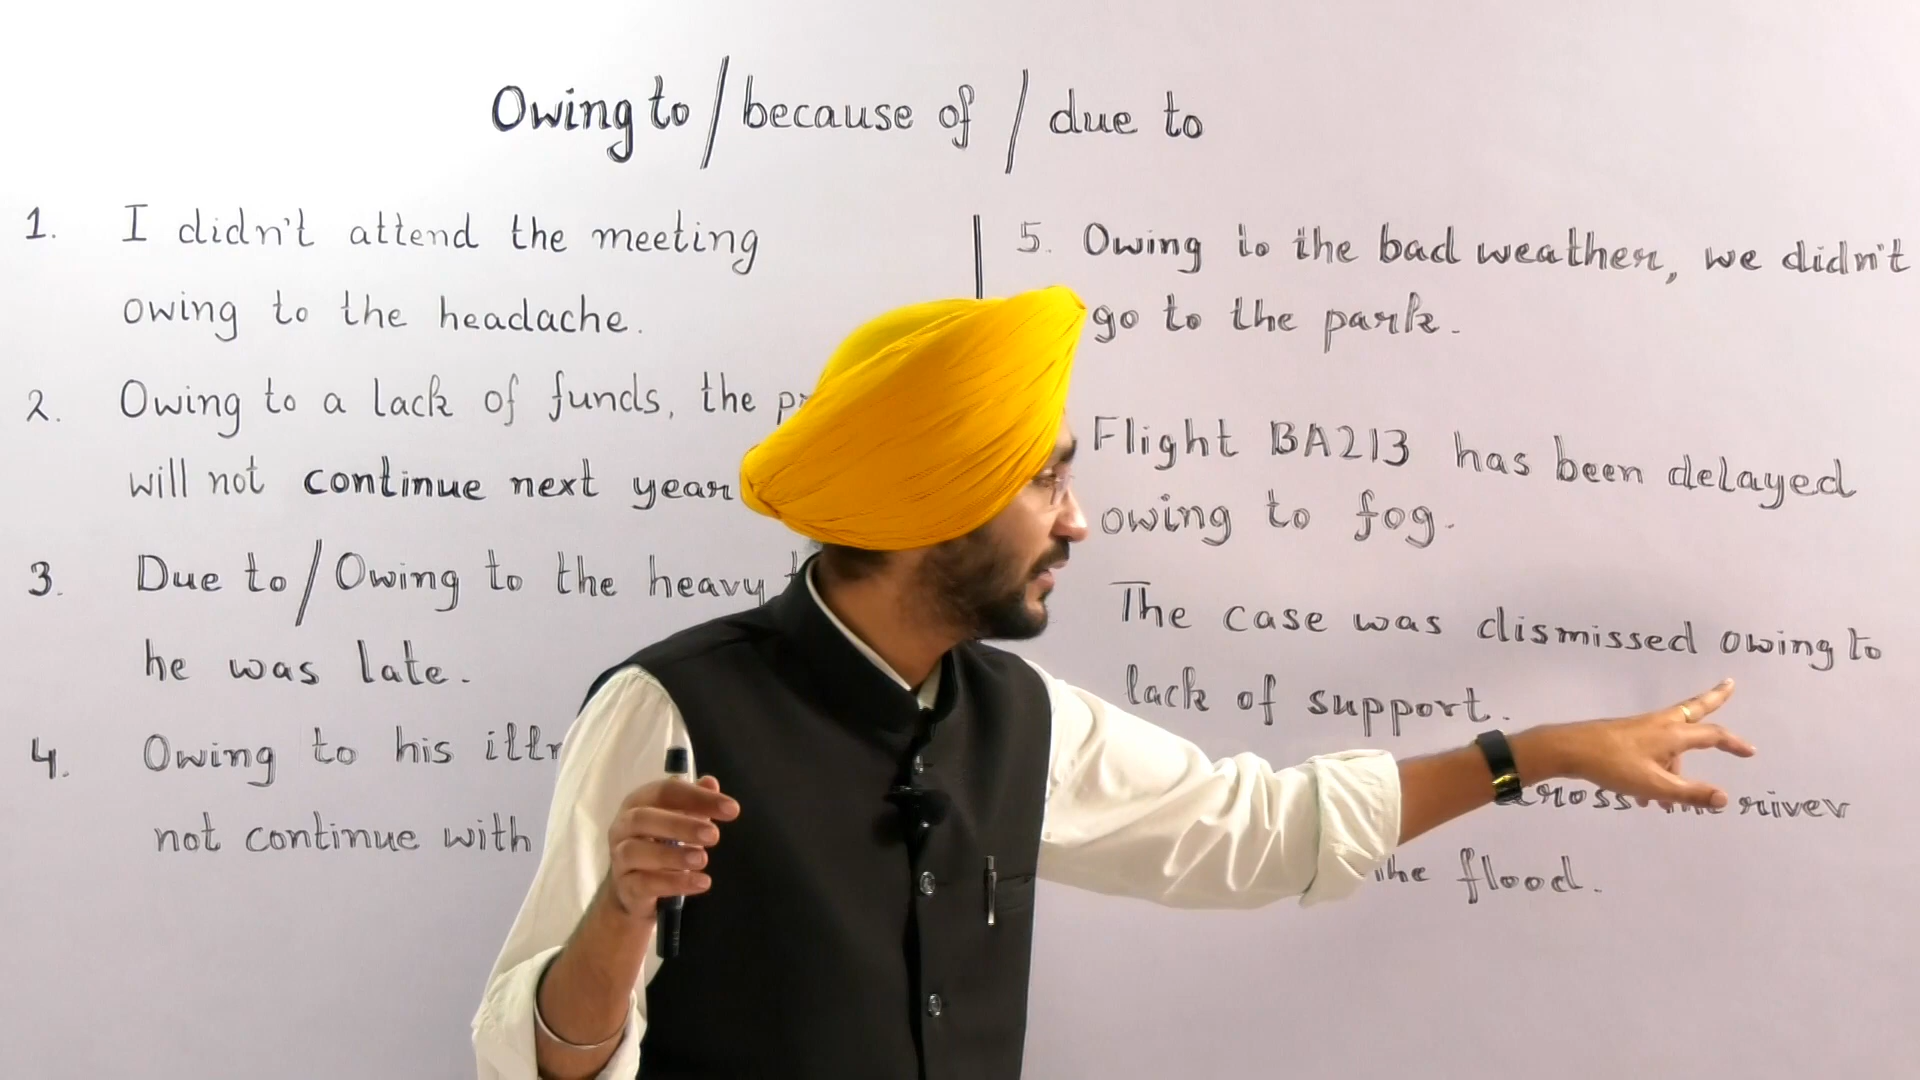 Owing to / because of / due to
1. I didn't attend the meeting
owing to the headache.
2. Owing to a lack of funds, the
will not continue next year
3. Due to / Owing to the heavy
he was late.
4. Owing to his
not continue with
5. Owing to the bad weather, we didn't
go to the park.
Flight BA213 has been delayed
owing to fog.
The case was dismissed owing to
lack of support.
across the river
the flood.